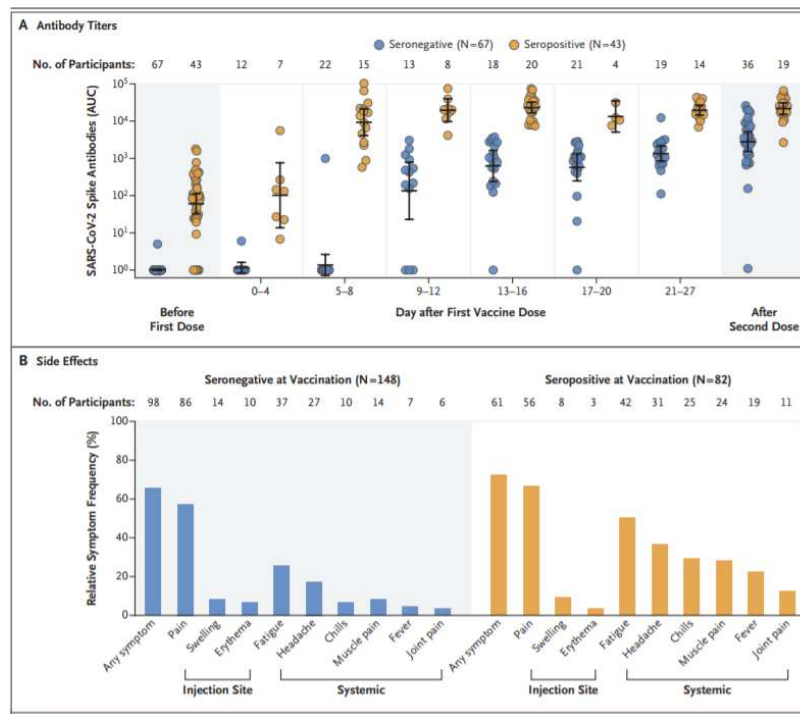 A Antibody Titers
Seronegative (N=67) Seropositive (N=43)
No. of Participants: 67 43 12 7 22 15 13 8 18 20 21 4 19 14 36 19
SARS-CoV-2 Spike Antibodies (AUC)
10⁵
10⁴
10³
10²
10¹
10⁰
0–4 5–8 9–12 13–16 17–20 21–27
Before First Dose
Day after First Vaccine Dose
After Second Dose
B Side Effects
Seronegative at Vaccination (N=148) Seropositive at Vaccination (N=82)
No. of Participants: 98 86 14 10 37 27 10 14 7 6 61 56 8 3 42 31 25 24 19 11
Relative Symptom Frequency (%)
100
80
60
40
20
0
Any symptom Pain Swelling Erythema Fatigue Headache Chills Muscle pain Fever Joint pain Any symptom Pain Swelling Erythema Fatigue Headache Chills Muscle pain Fever Joint pain
Injection Site Systemic Injection Site Systemic